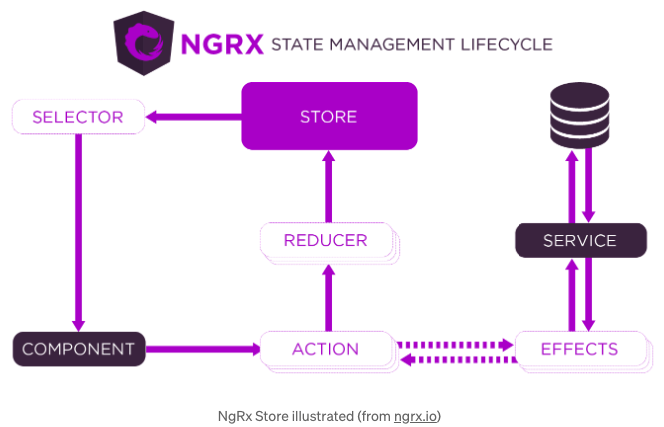 NGRX STATE MANAGEMENT LIFECYCLE
SELECTOR
STORE
REDUCER
SERVICE
COMPONENT
ACTION
EFFECTS
NgRx Store illustrated (from ngrx.io)